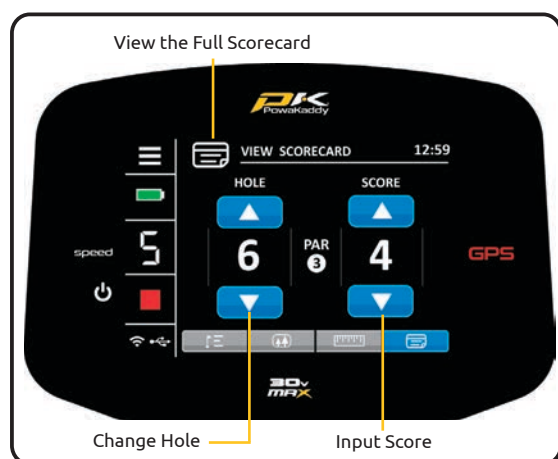 View the Full Scorecard
PK
PowaKaddy
VIEW SCORECARD 12:59
HOLE SCORE
speed 5 6 PAR 3 4 GPS
30v
MAX
Change Hole Input Score